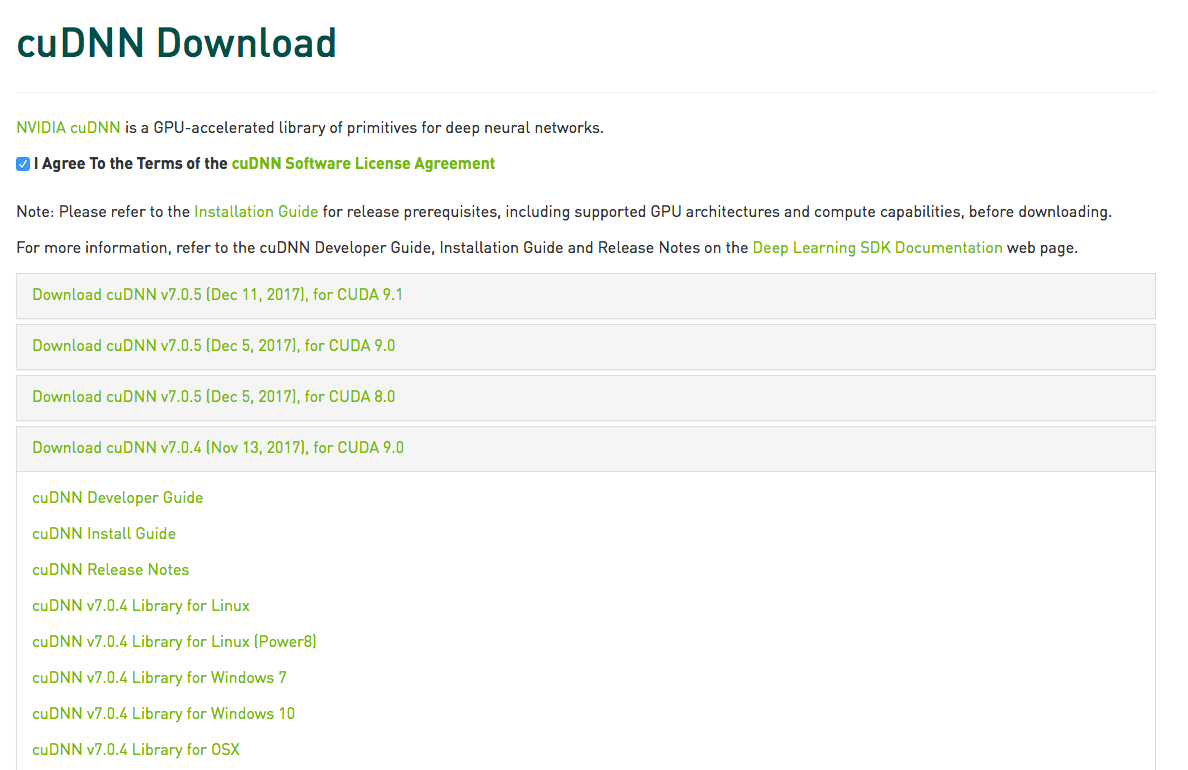 cuDNN Download
NVIDIA cuDNN is a GPU-accelerated library of primitives for deep neural networks.
I Agree To the Terms of the cuDNN Software License Agreement
Note: Please refer to the Installation Guide for release prerequisites, including supported GPU architectures and compute capabilities, before downloading.
For more information, refer to the cuDNN Developer Guide, Installation Guide and Release Notes on the Deep Learning SDK Documentation web page.
Download cuDNN v7.0.5 (Dec 11, 2017), for CUDA 9.1
Download cuDNN v7.0.5 (Dec 5, 2017), for CUDA 9.0
Download cuDNN v7.0.5 (Dec 5, 2017), for CUDA 8.0
Download cuDNN v7.0.4 (Nov 13, 2017), for CUDA 9.0
cuDNN Developer Guide
cuDNN Install Guide
cuDNN Release Notes
cuDNN v7.0.4 Library for Linux
cuDNN v7.0.4 Library for Linux (Power8)
cuDNN v7.0.4 Library for Windows 7
cuDNN v7.0.4 Library for Windows 10
cuDNN v7.0.4 Library for OSX